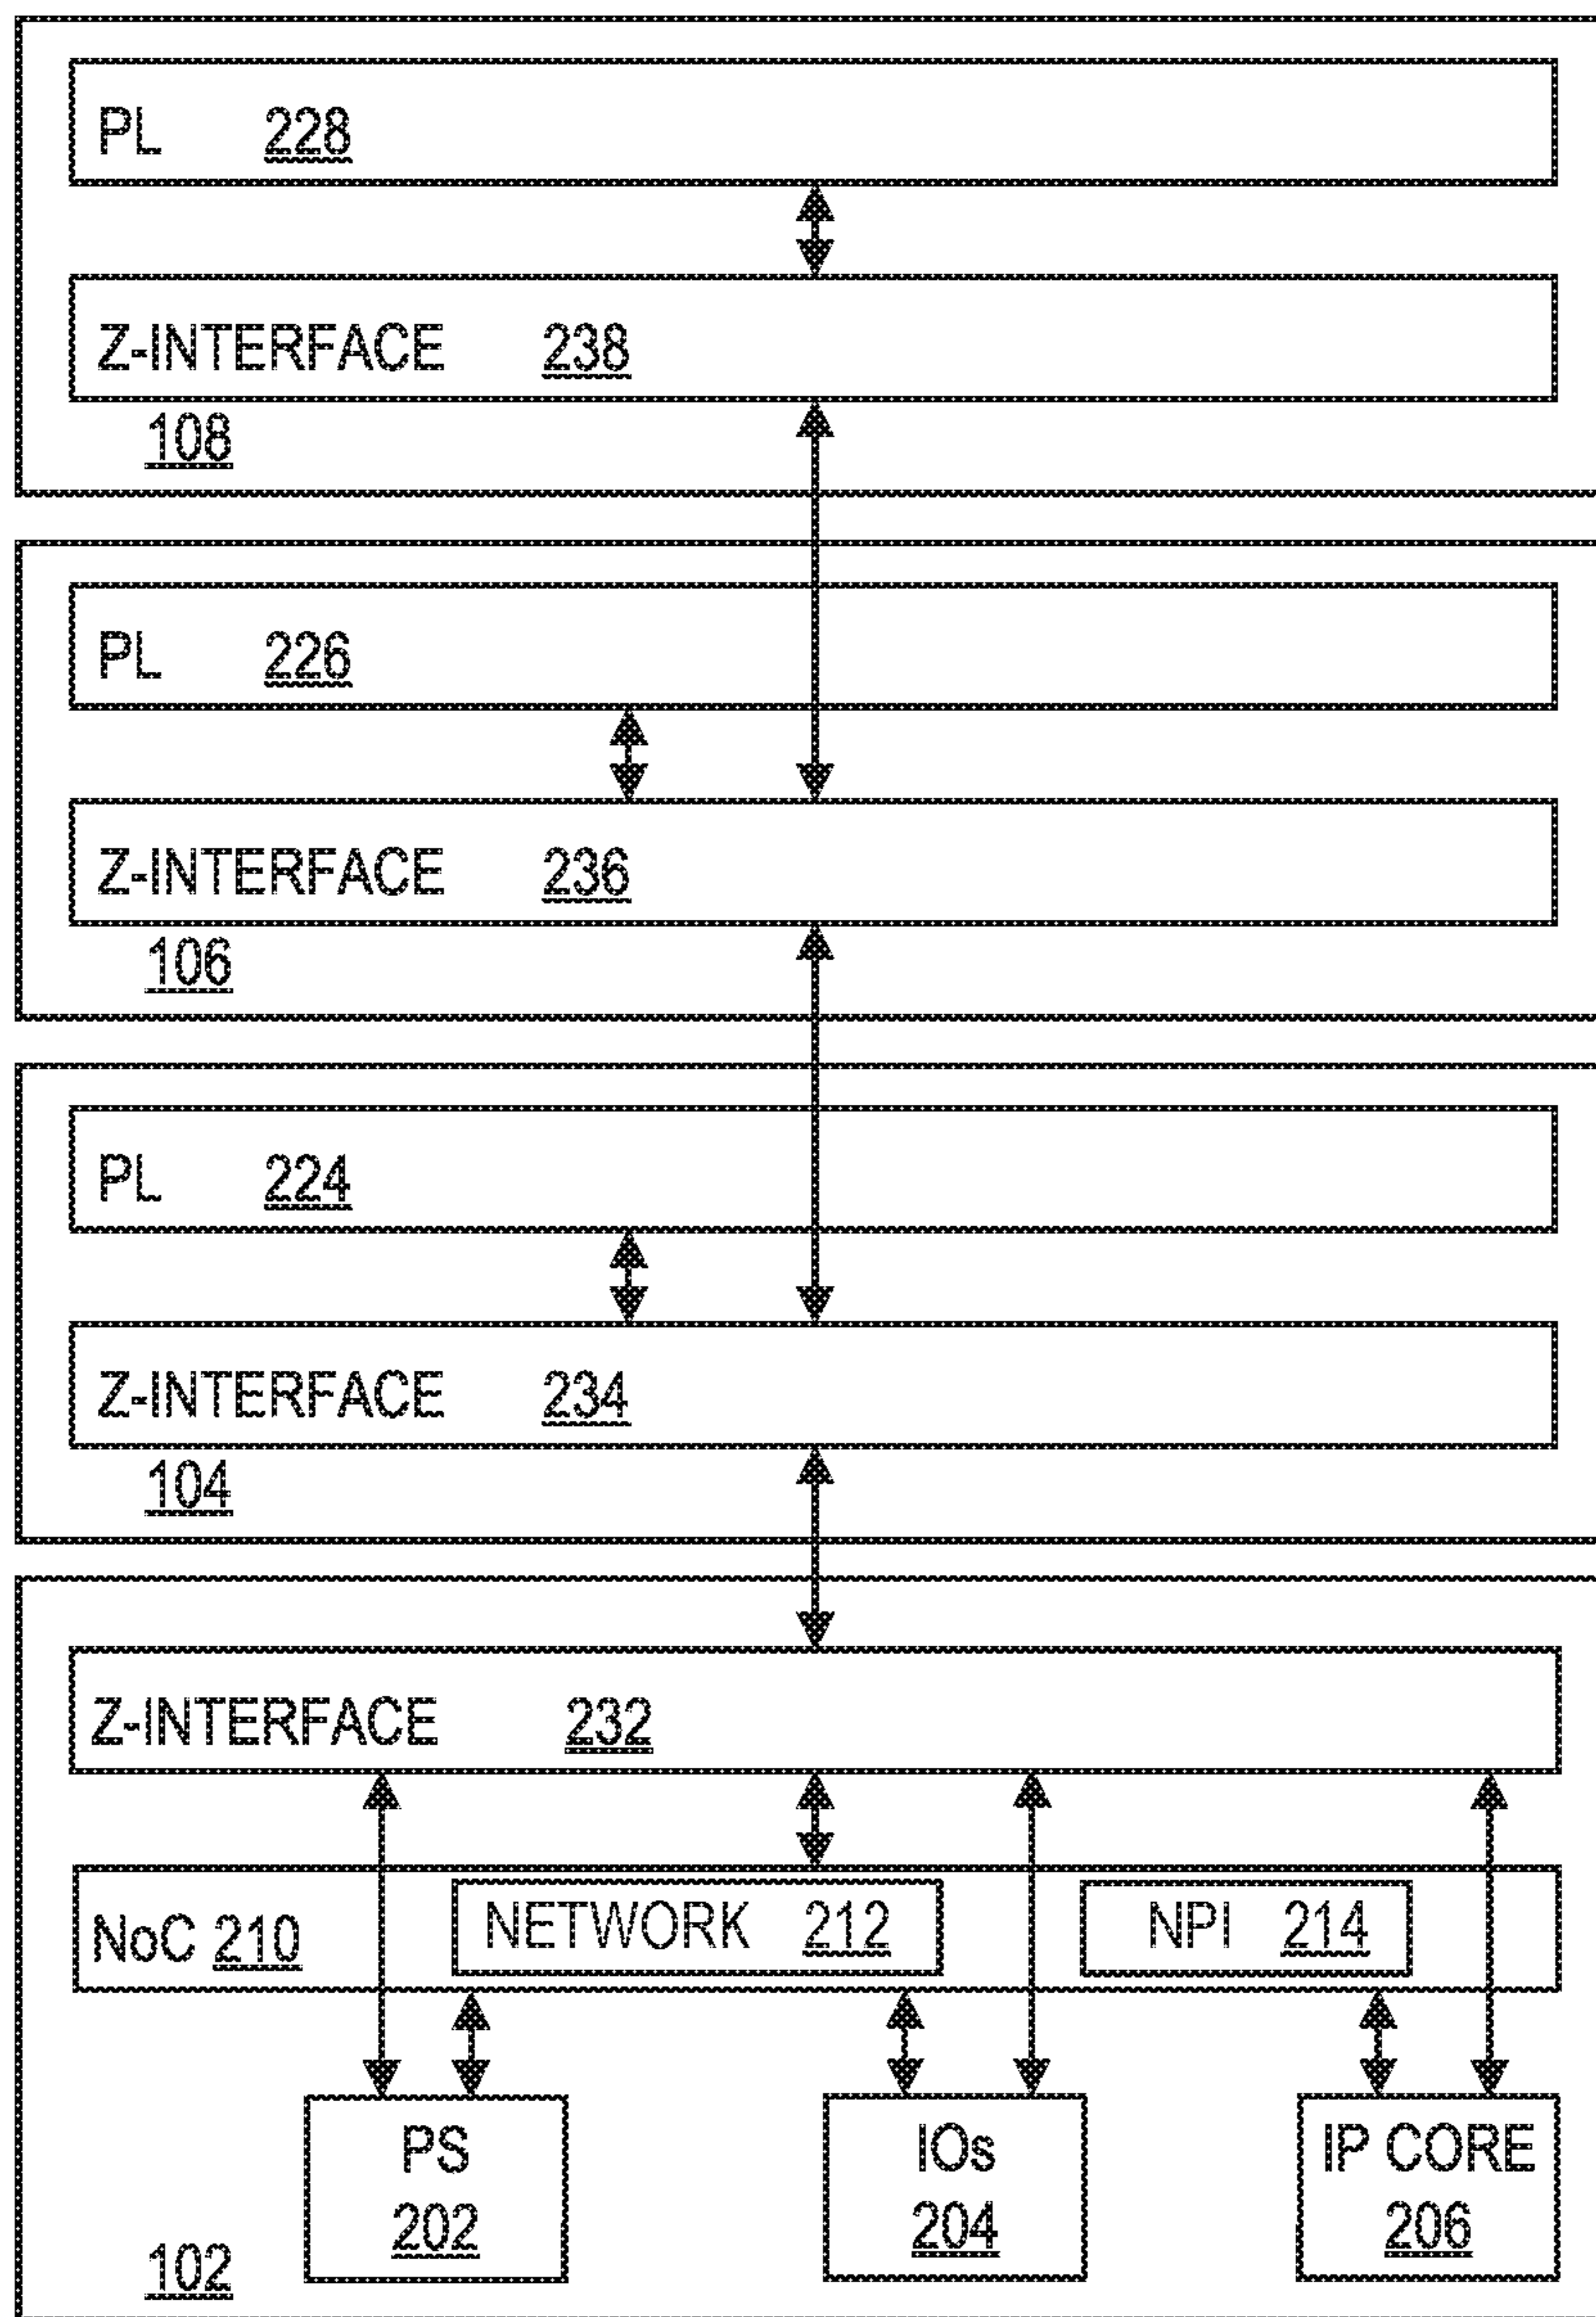 PL 228
Z-INTERFACE 238
108
PL 226
Z-INTERFACE 236
106
PL 224
Z-INTERFACE 234
104
Z-INTERFACE 232
NoC 210 NETWORK 212 NPI 214
PS IOs IP CORE
202 204 206
102